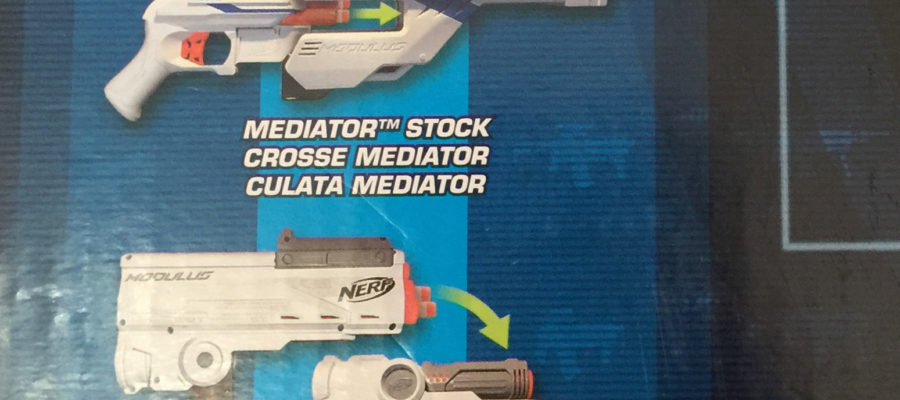 MODULUS
MEDIATOR™ STOCK
CROSSE MEDIATOR
CULATA MEDIATOR
MODULUS
NERF